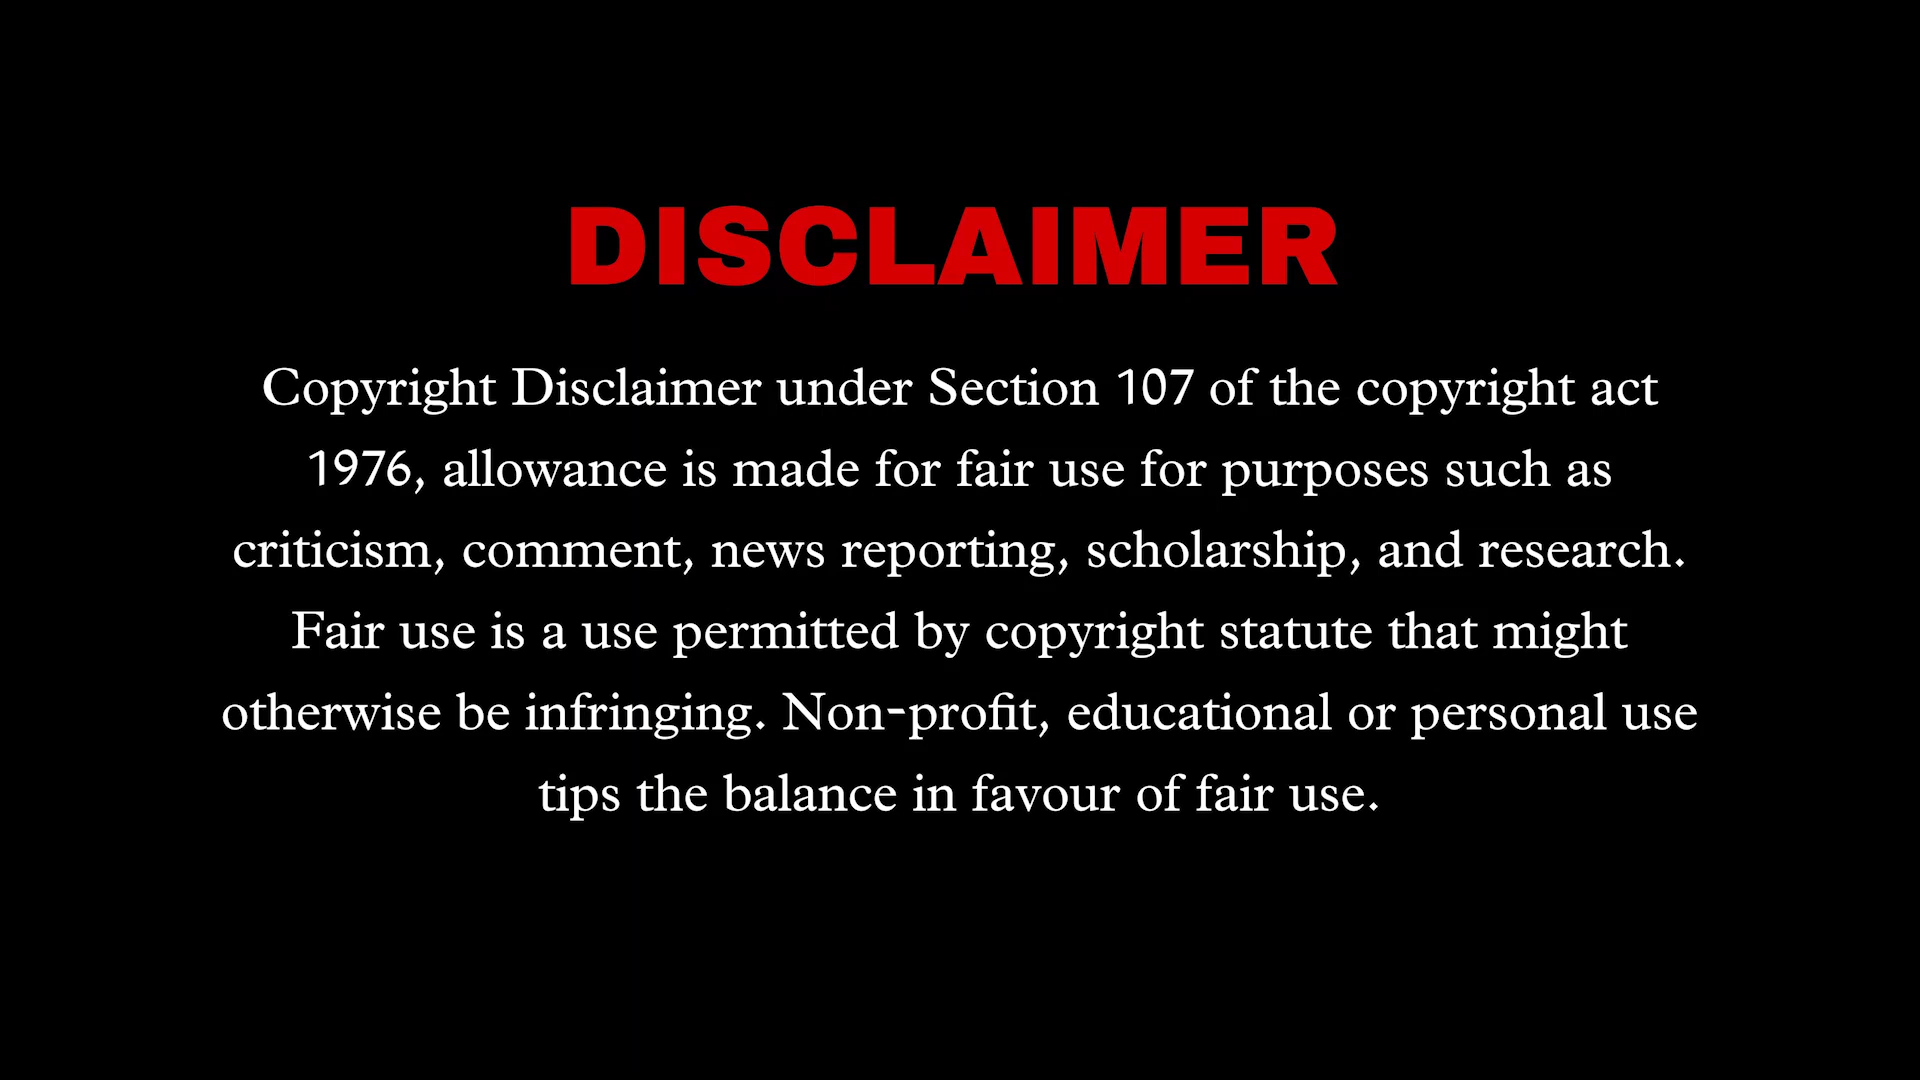 DISCLAIMER
Copyright Disclaimer under Section 107 of the copyright act
1976, allowance is made for fair use for purposes such as
criticism, comment, news reporting, scholarship, and research.
Fair use is a use permitted by copyright statute that might
otherwise be infringing. Non-profit, educational or personal use
tips the balance in favour of fair use.